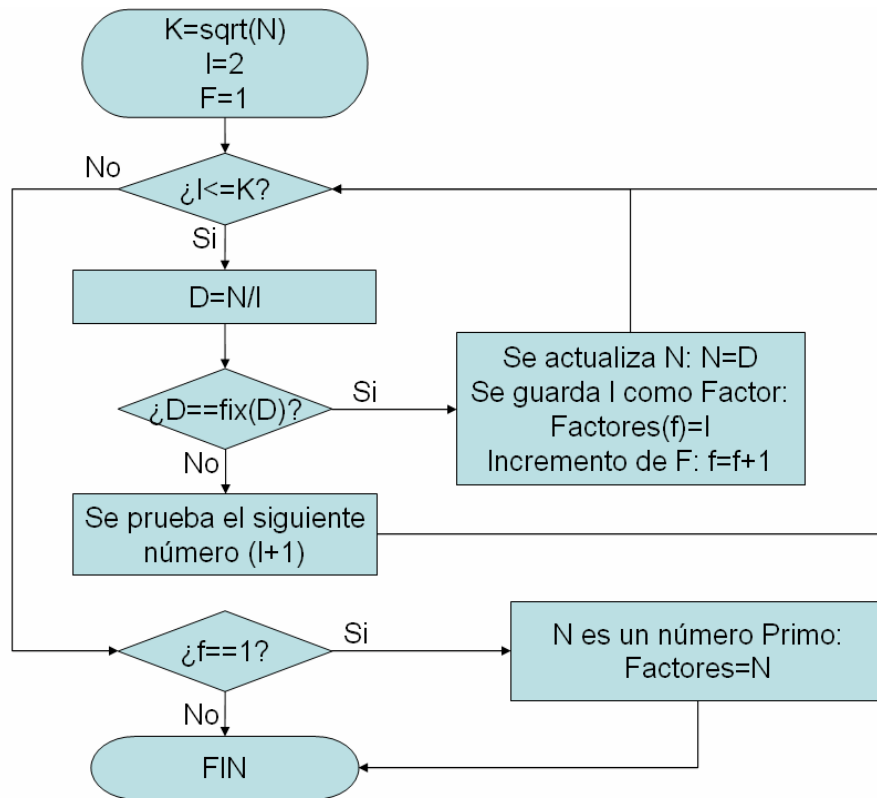 K=sqrt(N)
I=2
F=1
No
¿I<=K?
Si
D=N/I
¿D==fix(D)?
Si
Se actualiza N: N=D
Se guarda I como Factor:
Factores(f)=I
Incremento de F: f=f+1
No
Se prueba el siguiente
número (I+1)
¿f==1?
Si
N es un número Primo:
Factores=N
No
FIN